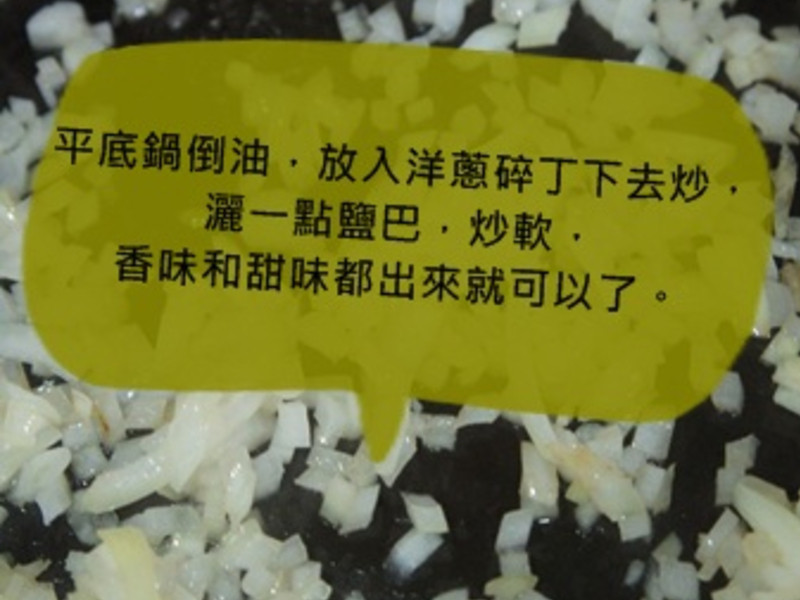 平底鍋倒油，放入洋蔥碎丁下去炒，
灑一點鹽巴，炒軟，
香味和甜味都出來就可以了。